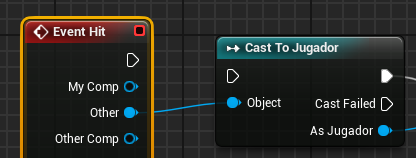 Event Hit
My Comp
Other
Other Comp
Cast To Jugador
Object
Cast Failed
As Jugador